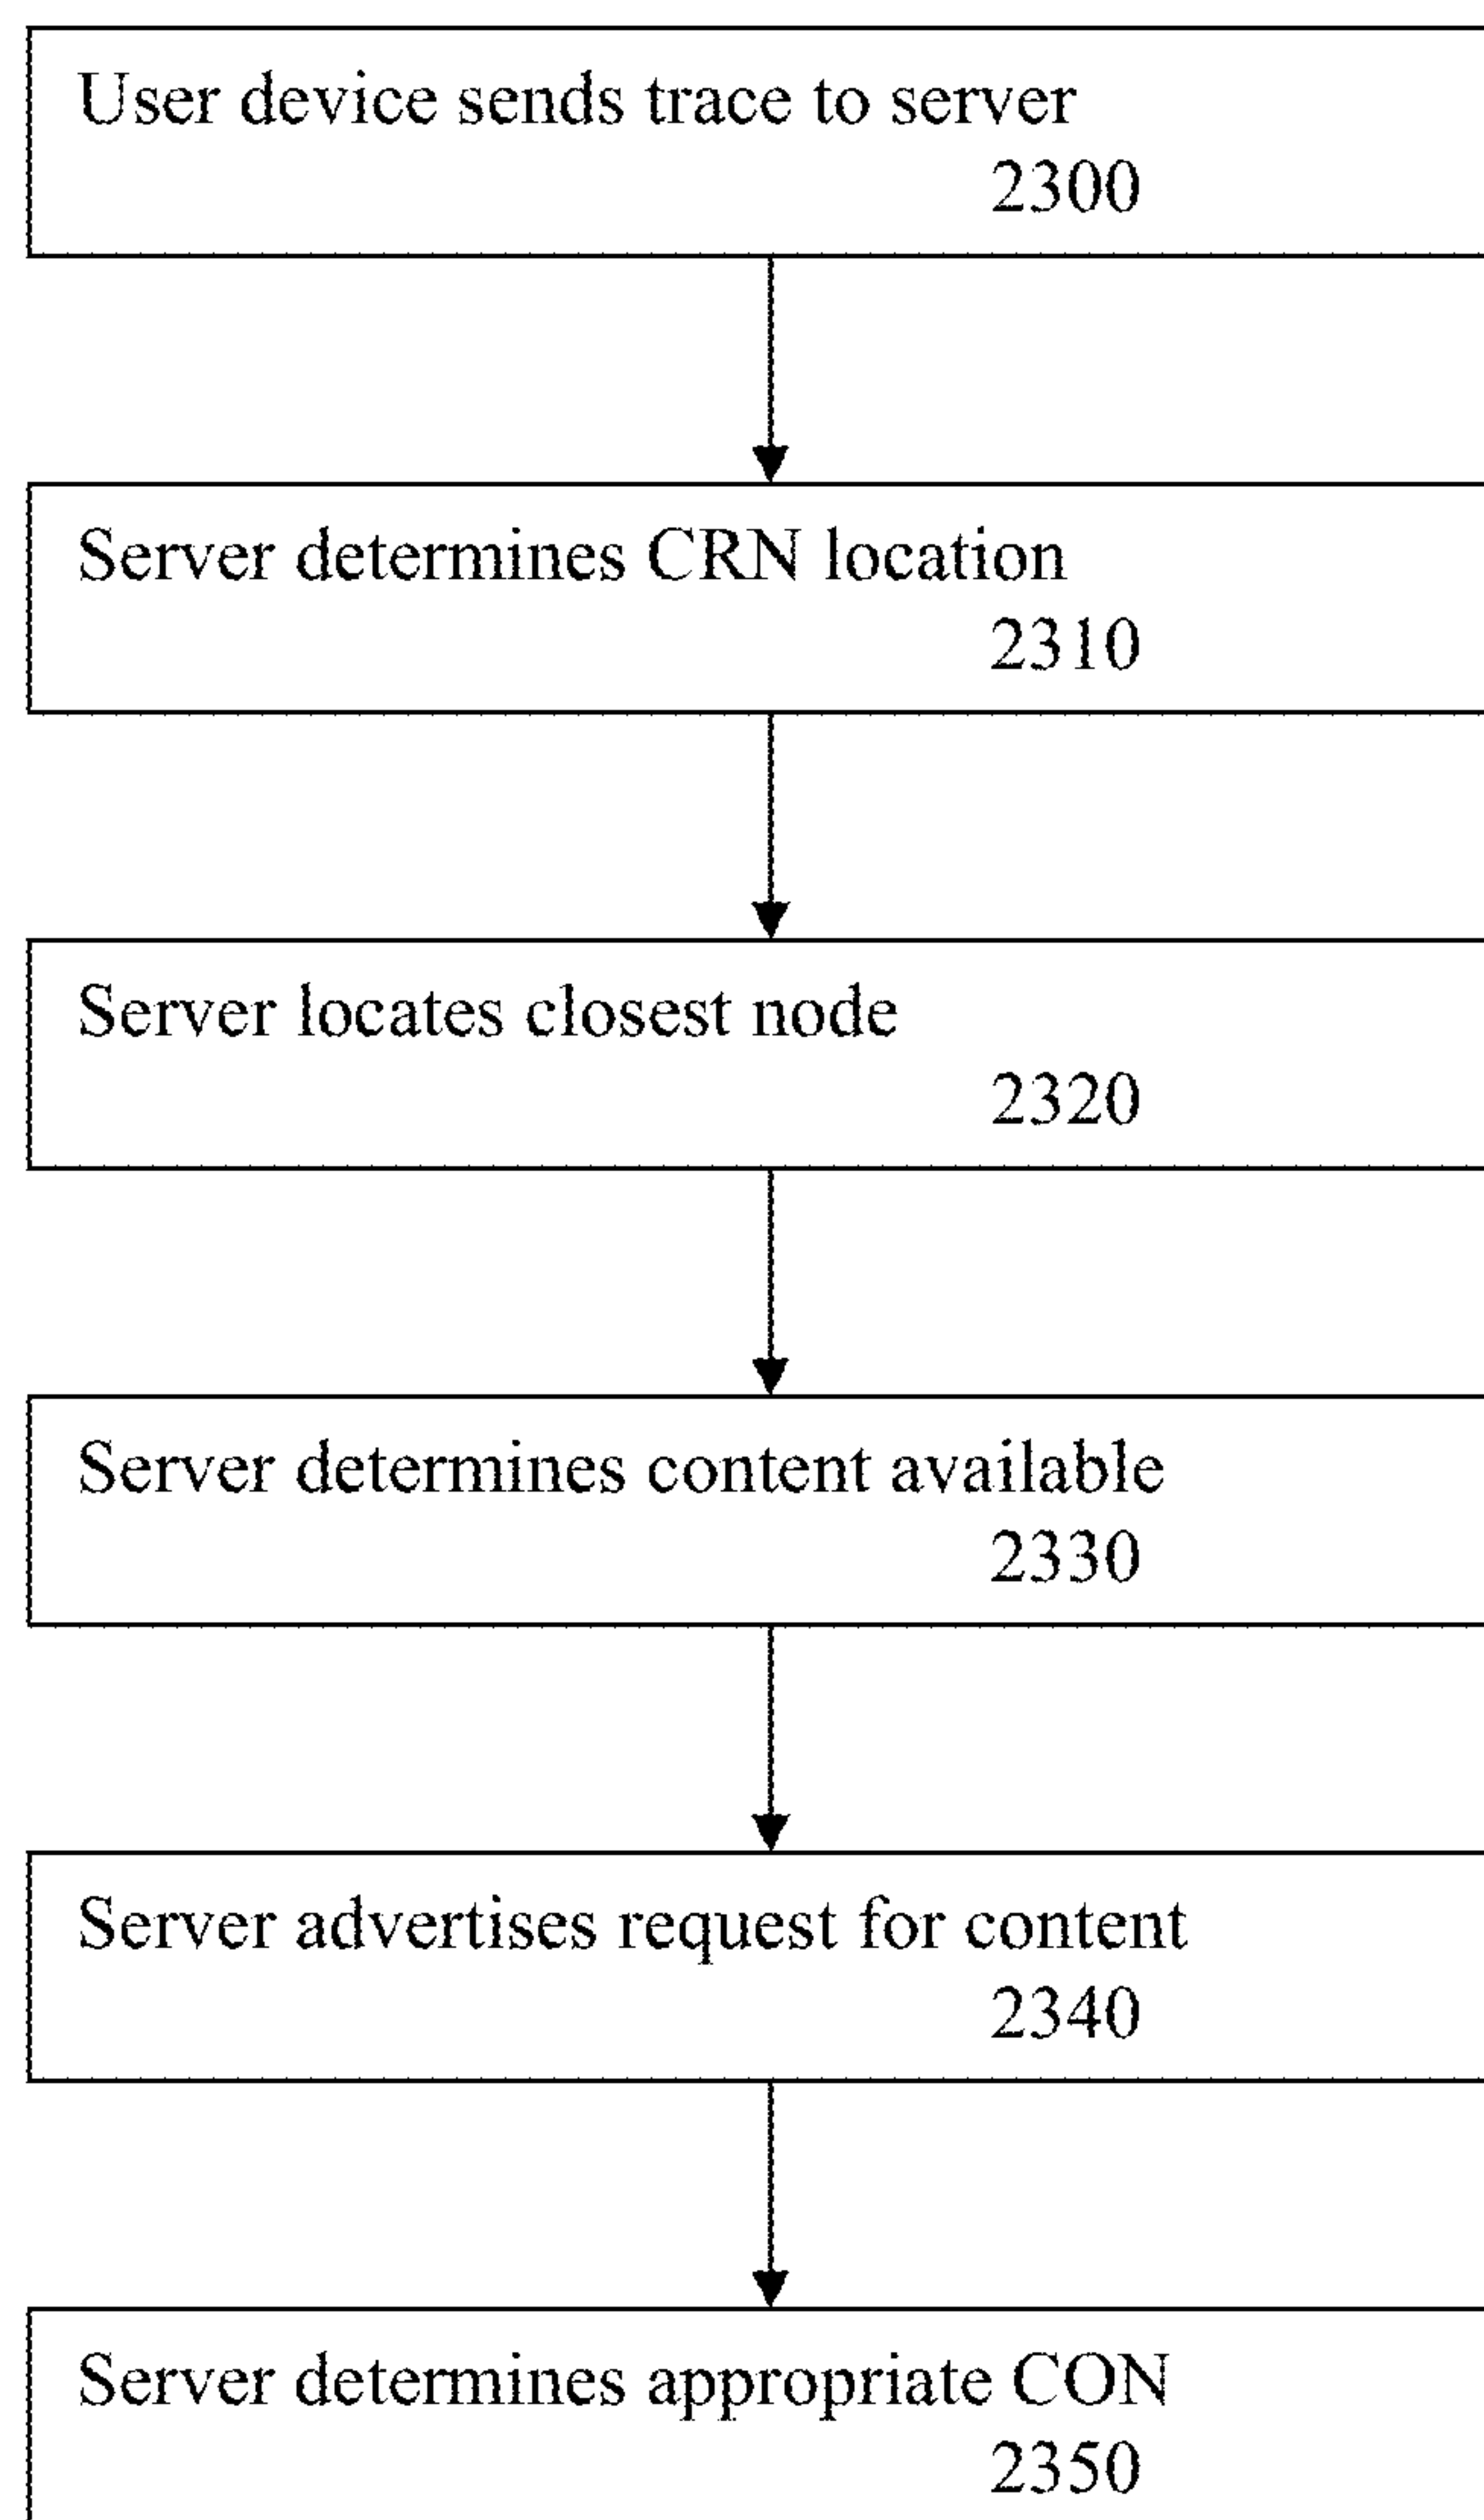 User device sends trace to server
2300
Server determines CRN location
2310
Server locates closest node
2320
Server determines content available
2330
Server advertises request for content
2340
Server determines appropriate CON
2350